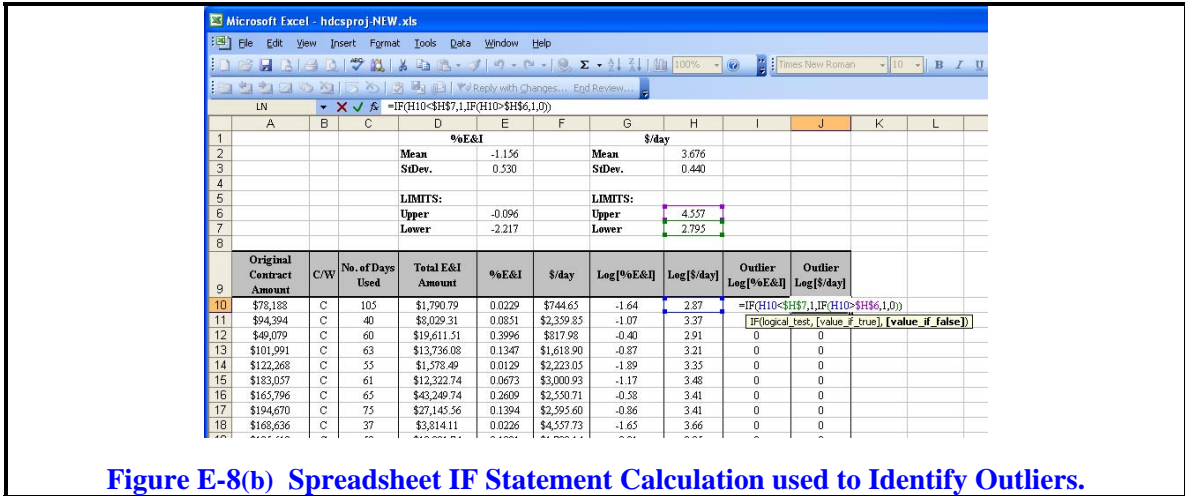 Microsoft Excel - hdcsproj-NEW.xls
File Edit View Insert Format Tools Data Window Help
100% Times New Roman 10 B I U
Reply with Changes... End Review...
LN =IF(H10<$H$7,1,IF(H10>$H$6,1,0))
A B C D E F G H I J K L
1 %E&I $/day
2 Mean -1.156 Mean 3.676
3 StDev. 0.530 StDev. 0.440
4
5 LIMITS: LIMITS:
6 Upper -0.096 Upper 4.557
7 Lower -2.217 Lower 2.795
8
9 Original Contract Amount C/W No. of Days Used Total E&I Amount %E&I $/day Log[%E&I] Log[$/day] Outlier Log[%E&I] Outlier Log[$/day]
10 $78,188 C 105 $1,790.79 0.0229 $744.65 -1.64 2.87 =IF(H10<$H$7,1,IF(H10>$H$6,1,0))
11 $94,394 C 40 $8,029.31 0.0851 $2,359.85 -1.07 3.37 IF(logical_test, [value_if_true], [value_if_false])
12 $49,079 C 60 $19,611.51 0.3996 $817.98 -0.40 2.91 0 0
13 $101,991 C 63 $13,736.08 0.1347 $1,618.90 -0.87 3.21 0 0
14 $122,268 C 55 $1,578.49 0.0129 $2,223.05 -1.89 3.35 0 0
15 $183,057 C 61 $12,322.74 0.0673 $3,000.93 -1.17 3.48 0 0
16 $165,796 C 65 $43,249.74 0.2609 $2,550.71 -0.58 3.41 0 0
17 $194,670 C 75 $27,145.56 0.1394 $2,595.60 -0.86 3.41 0 0
18 $168,636 C 37 $3,814.11 0.0226 $4,557.73 -1.65 3.66 0 0
Figure E-8(b) Spreadsheet IF Statement Calculation used to Identify Outliers.